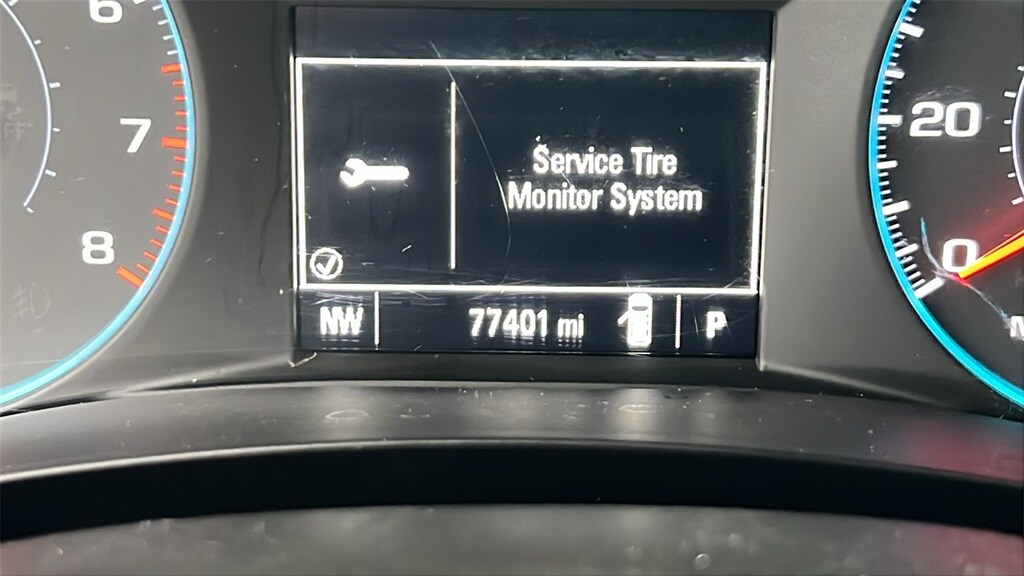 6
7
8
Service Tire
Monitor System
NW
77401 mi
P
20
0